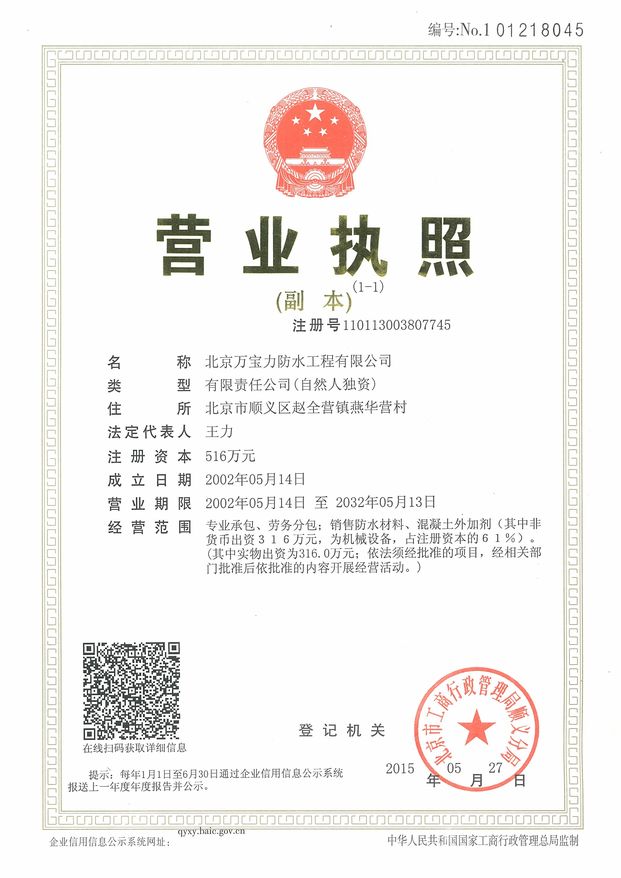 编号:No.1 01218045
营业执照
(副 本)(1-1)
注册号110113003807745
名 称 北京万宝力防水工程有限公司
类 型 有限责任公司(自然人独资)
住 所 北京市顺义区赵全营镇燕华营村
法定代表人 王力
注册资本 516万元
成立日期 2002年05月14日
营业期限 2002年05月14日 至 2032年05月13日
经营范围 专业承包、劳务分包；销售防水材料、混凝土外加剂（其中非
货币出资３１６万元，为机械设备，占注册资本的６１%）。
(其中实物出资为316.0万元；依法须经批准的项目，经相关部
门批准后依批准的内容开展经营活动。)
在线扫码获取详细信息
登记机关
北京市工商行政管理局顺义分局
2015年05月27日
提示：每年1月1日至6月30日通过企业信用信息公示系统
报送上一年度年度报告并公示。
qyxy.baic.gov.cn
企业信用信息公示系统网址：
中华人民共和国国家工商行政管理总局监制